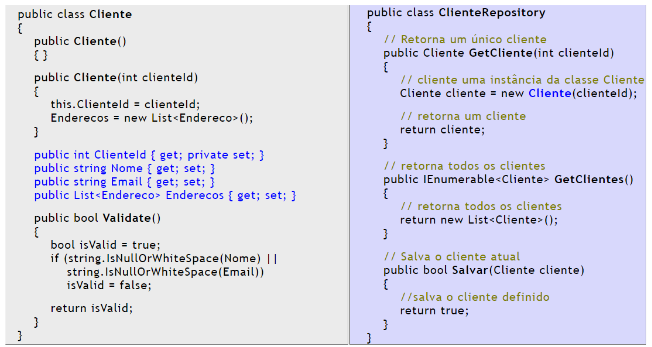 public class Cliente
{
public Cliente()
{ }
public Cliente(int clienteId)
{
this.ClienteId = clienteId;
Enderecos = new List<Endereco>();
}
public int ClienteId { get; private set; }
public string Nome { get; set; }
public string Email { get; set; }
public List<Endereco> Enderecos { get; set; }
public bool Validate()
{
bool isValid = true;
if (string.IsNullOrWhiteSpace(Nome) ||
string.IsNullOrWhiteSpace(Email))
isValid = false;
return isValid;
}
}
public class ClienteRepository
{
// Retorna um único cliente
public Cliente GetCliente(int clienteId)
{
// cliente uma instância da classe Cliente
Cliente cliente = new Cliente(clienteId);
// retorna um cliente
return cliente;
}
// retorna todos os clientes
public IEnumerable<Cliente> GetClientes()
{
// retorna todos os clientes
return new List<Cliente>();
}
// Salva o cliente atual
public bool Salvar(Cliente cliente)
{
//salva o cliente definido
return true;
}
}